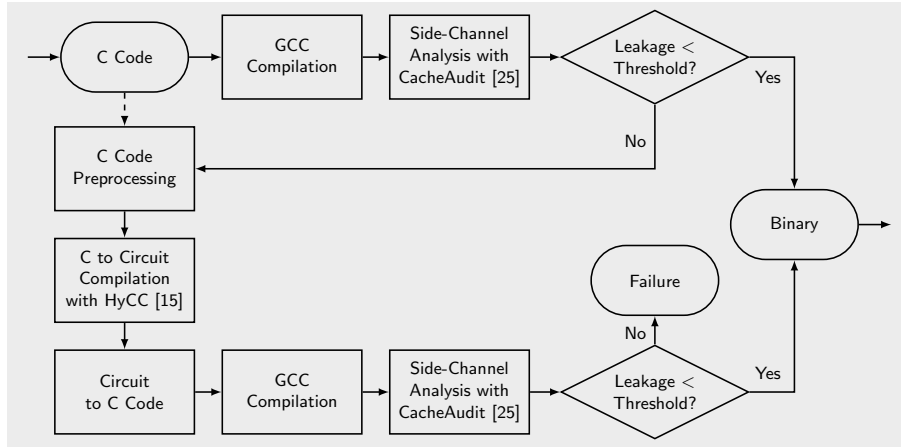 C Code
GCC
Compilation
Side-Channel
Analysis with
CacheAudit [25]
Leakage <
Threshold?
Yes
No
C Code
Preprocessing
Binary
C to Circuit
Compilation
with HyCC [15]
Failure
No
Circuit
to C Code
GCC
Compilation
Side-Channel
Analysis with
CacheAudit [25]
Leakage <
Threshold?
Yes